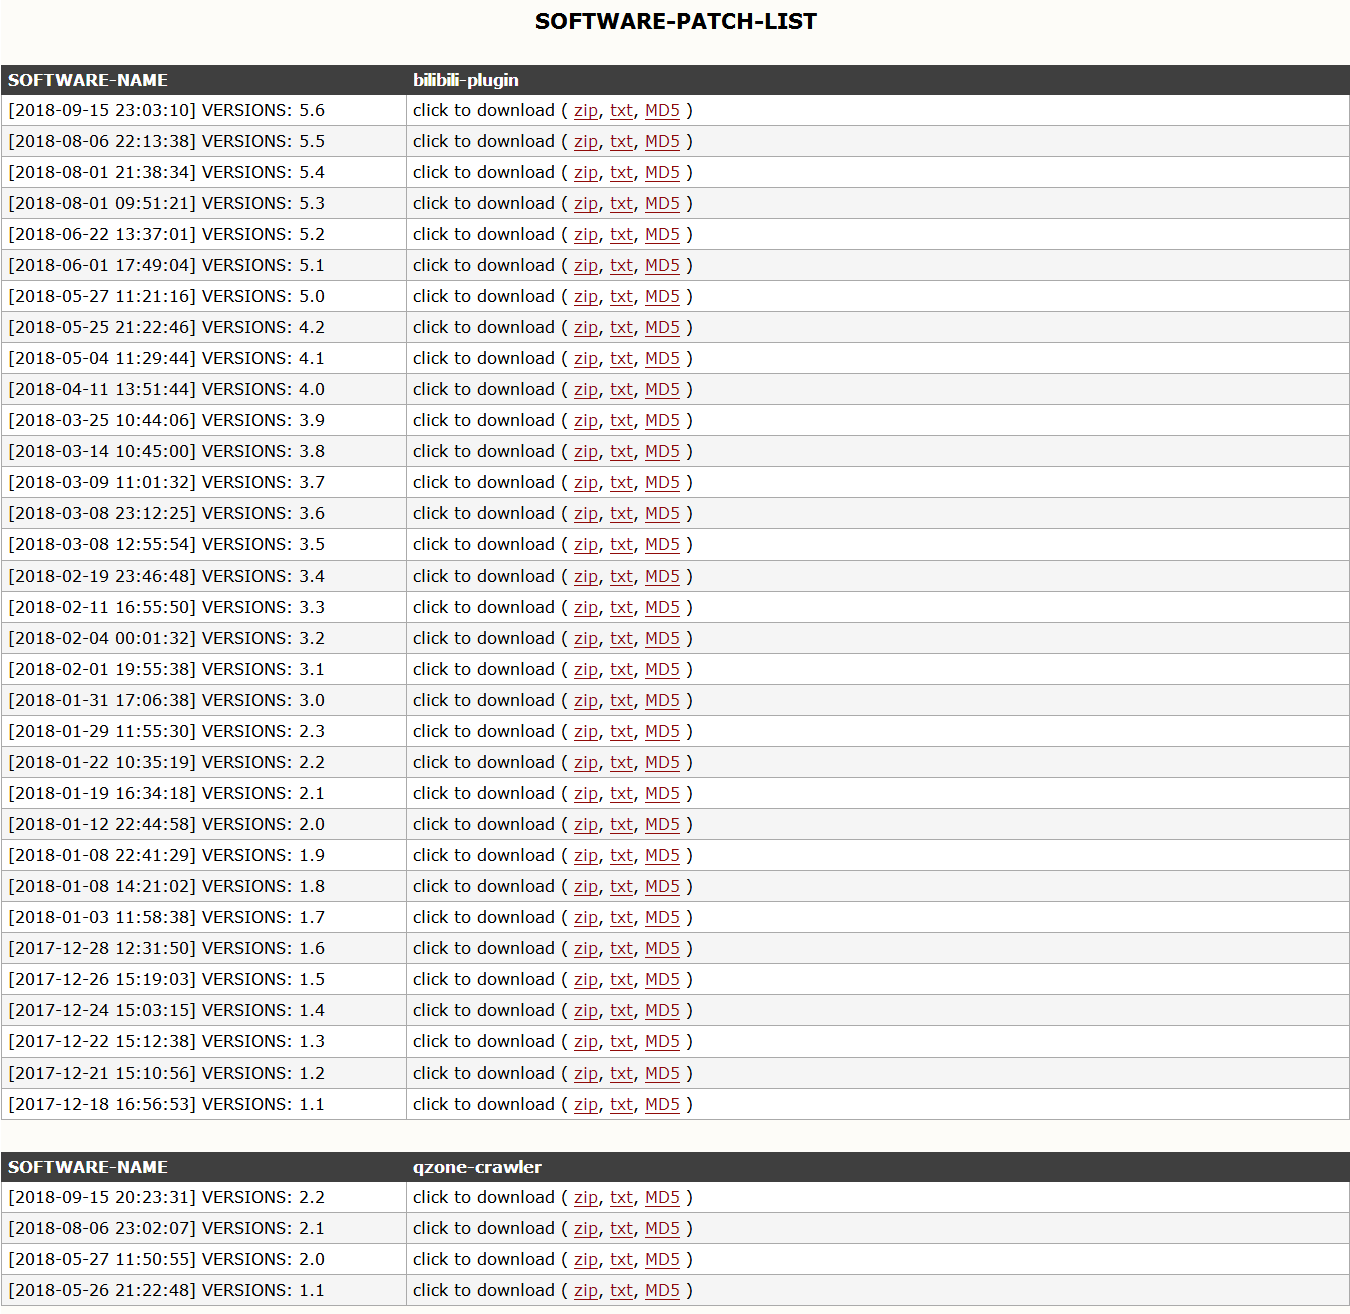 SOFTWARE-PATCH-LIST
SOFTWARE-NAME bilibili-plugin
[2018-09-15 23:03:10] VERSIONS: 5.6 click to download ( zip, txt, MD5 )
[2018-08-06 22:13:38] VERSIONS: 5.5 click to download ( zip, txt, MD5 )
[2018-08-01 21:38:34] VERSIONS: 5.4 click to download ( zip, txt, MD5 )
[2018-08-01 09:51:21] VERSIONS: 5.3 click to download ( zip, txt, MD5 )
[2018-06-22 13:37:01] VERSIONS: 5.2 click to download ( zip, txt, MD5 )
[2018-06-01 17:49:04] VERSIONS: 5.1 click to download ( zip, txt, MD5 )
[2018-05-27 11:21:16] VERSIONS: 5.0 click to download ( zip, txt, MD5 )
[2018-05-25 21:22:46] VERSIONS: 4.2 click to download ( zip, txt, MD5 )
[2018-05-04 11:29:44] VERSIONS: 4.1 click to download ( zip, txt, MD5 )
[2018-04-11 13:51:44] VERSIONS: 4.0 click to download ( zip, txt, MD5 )
[2018-03-25 10:44:06] VERSIONS: 3.9 click to download ( zip, txt, MD5 )
[2018-03-14 10:45:00] VERSIONS: 3.8 click to download ( zip, txt, MD5 )
[2018-03-09 11:01:32] VERSIONS: 3.7 click to download ( zip, txt, MD5 )
[2018-03-08 23:12:25] VERSIONS: 3.6 click to download ( zip, txt, MD5 )
[2018-03-08 12:55:54] VERSIONS: 3.5 click to download ( zip, txt, MD5 )
[2018-02-19 23:46:48] VERSIONS: 3.4 click to download ( zip, txt, MD5 )
[2018-02-11 16:55:50] VERSIONS: 3.3 click to download ( zip, txt, MD5 )
[2018-02-04 00:01:32] VERSIONS: 3.2 click to download ( zip, txt, MD5 )
[2018-02-01 19:55:38] VERSIONS: 3.1 click to download ( zip, txt, MD5 )
[2018-01-31 17:06:38] VERSIONS: 3.0 click to download ( zip, txt, MD5 )
[2018-01-29 11:55:30] VERSIONS: 2.3 click to download ( zip, txt, MD5 )
[2018-01-22 10:35:19] VERSIONS: 2.2 click to download ( zip, txt, MD5 )
[2018-01-19 16:34:18] VERSIONS: 2.1 click to download ( zip, txt, MD5 )
[2018-01-12 22:44:58] VERSIONS: 2.0 click to download ( zip, txt, MD5 )
[2018-01-08 22:41:29] VERSIONS: 1.9 click to download ( zip, txt, MD5 )
[2018-01-08 14:21:02] VERSIONS: 1.8 click to download ( zip, txt, MD5 )
[2018-01-03 11:58:38] VERSIONS: 1.7 click to download ( zip, txt, MD5 )
[2017-12-28 12:31:50] VERSIONS: 1.6 click to download ( zip, txt, MD5 )
[2017-12-26 15:19:03] VERSIONS: 1.5 click to download ( zip, txt, MD5 )
[2017-12-24 15:03:15] VERSIONS: 1.4 click to download ( zip, txt, MD5 )
[2017-12-22 15:12:38] VERSIONS: 1.3 click to download ( zip, txt, MD5 )
[2017-12-21 15:10:56] VERSIONS: 1.2 click to download ( zip, txt, MD5 )
[2017-12-18 16:56:53] VERSIONS: 1.1 click to download ( zip, txt, MD5 )
SOFTWARE-NAME qzone-crawler
[2018-09-15 20:23:31] VERSIONS: 2.2 click to download ( zip, txt, MD5 )
[2018-08-06 23:02:07] VERSIONS: 2.1 click to download ( zip, txt, MD5 )
[2018-05-27 11:50:55] VERSIONS: 2.0 click to download ( zip, txt, MD5 )
[2018-05-26 21:22:48] VERSIONS: 1.1 click to download ( zip, txt, MD5 )